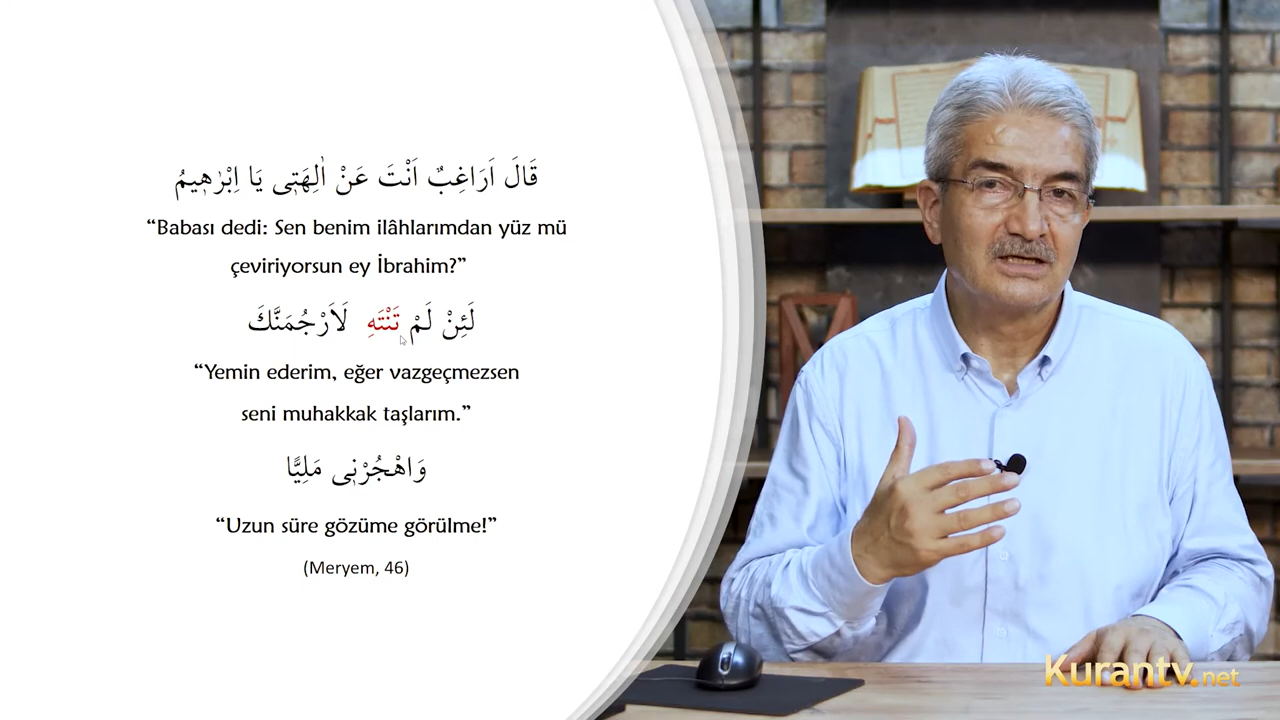 قَالَ اَرَاغِبٌ اَنْتَ عَنْ اٰلِهَتٖى يَا اِبْرٰهٖيمُ
“Babası dedi: Sen benim ilâhlarımdan yüz mü
çeviriyorsun ey İbrahim?”
لَئِنْ لَمْ تَنْتَهِ لَاَرْجُمَنَّكَ
“Yemin ederim, eğer vazgeçmezsen
seni muhakkak taşlarım.”
وَاهْجُرْنٖى مَلِيًّا
“Uzun süre gözüme görülme!”
(Meryem, 46)
Kurantv.net